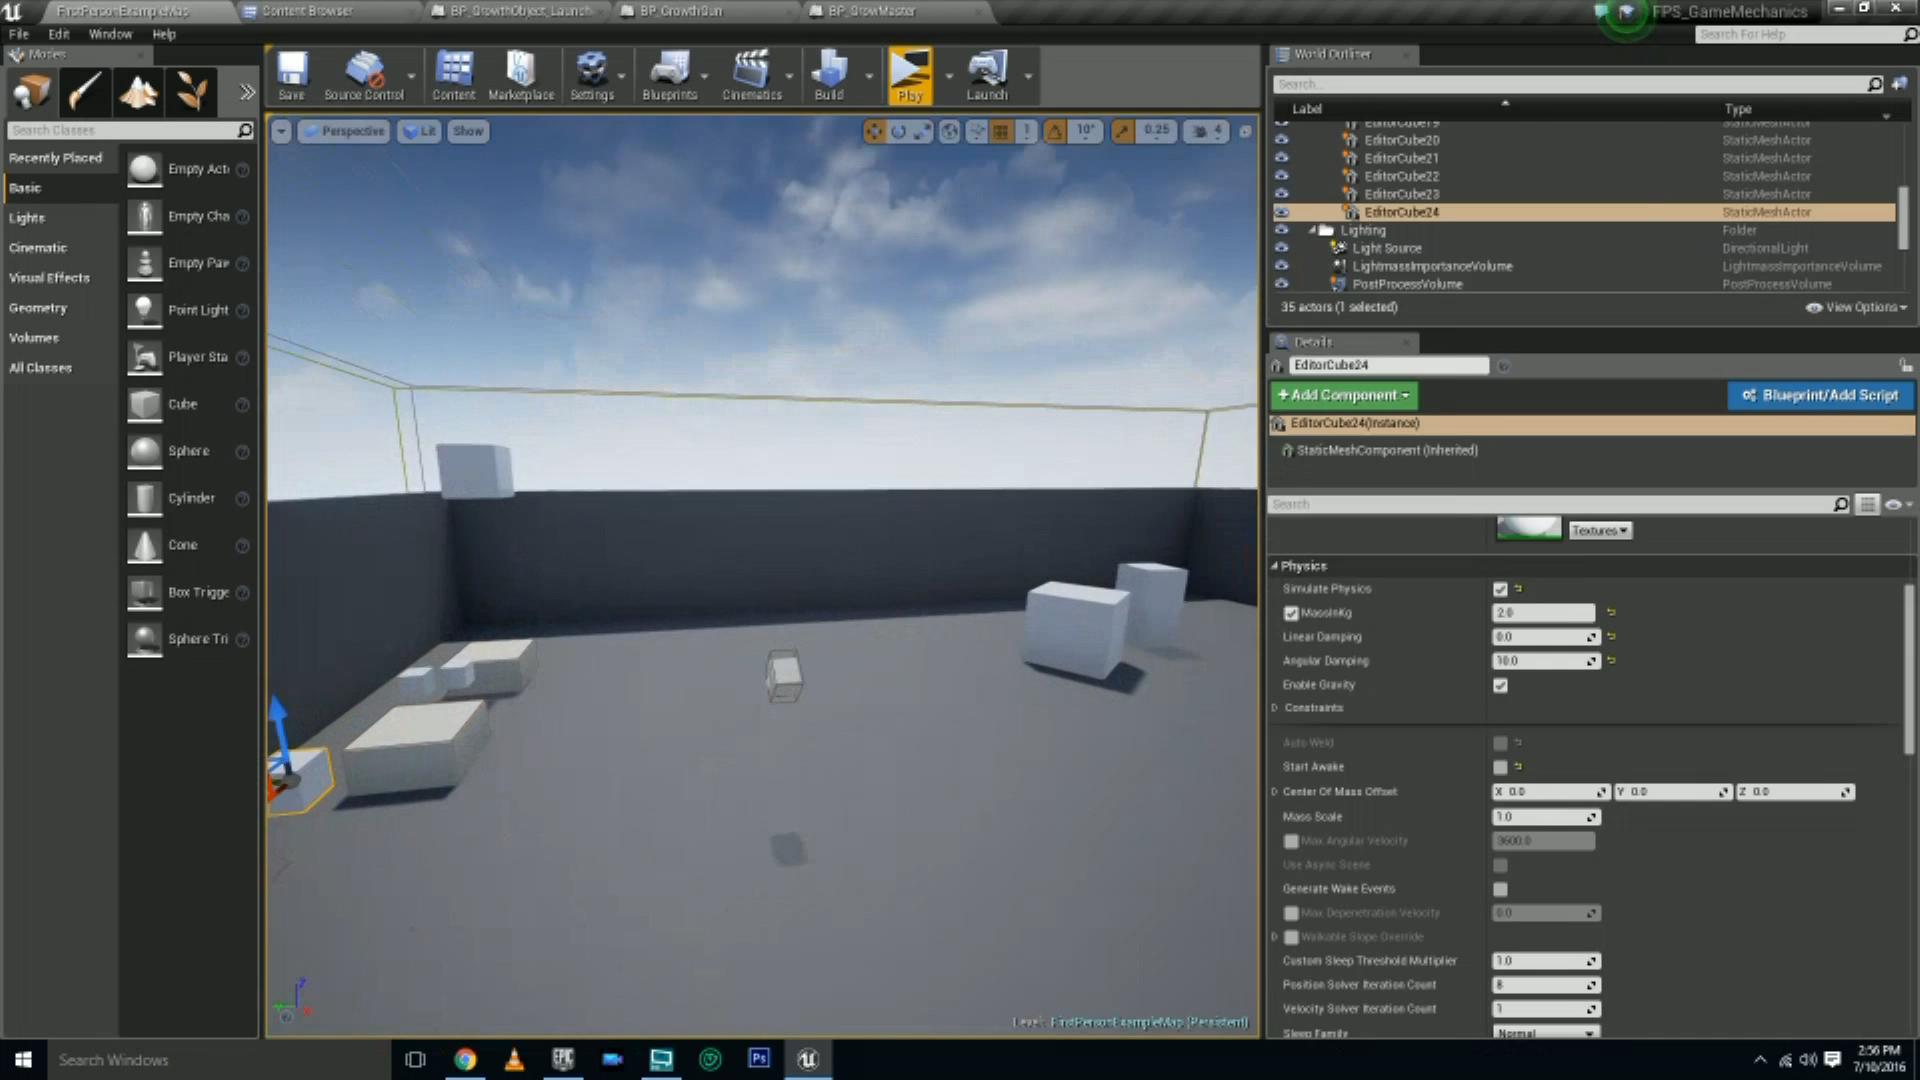 FirstPersonExampleMap
Content Browser
BP_GrowthObject_Launch
BP_GrowthGun
BP_GrowMaster
FPS_GameMechanics
File Edit Window Help
Search For Help
Modes
Save
Source Control
Content
Marketplace
Settings
Blueprints
Cinematics
Build
Play
Launch
Search Classes
Recently Placed
Basic
Lights
Cinematic
Visual Effects
Geometry
Volumes
All Classes
Empty Act
Empty Cha
Empty Paw
Point Light
Player Sta
Cube
Sphere
Cylinder
Cone
Box Trigge
Sphere Tri
Perspective
Lit
Show
1
10°
0.25
4
Level: FirstPersonExampleMap (Persistent)
World Outliner
Search...
Label Type
EditorCube19 StaticMeshActor
EditorCube20 StaticMeshActor
EditorCube21 StaticMeshActor
EditorCube22 StaticMeshActor
EditorCube23 StaticMeshActor
EditorCube24 StaticMeshActor
Lighting Folder
Light Source DirectionalLight
LightmassImportanceVolume LightmassImportanceVolume
PostProcessVolume PostProcessVolume
35 actors (1 selected)
View Options
Details
EditorCube24
+ Add Component
Blueprint/Add Script
EditorCube24(Instance)
StaticMeshComponent (Inherited)
Search
Textures
Physics
Simulate Physics
MassInKg 2.0
Linear Damping 0.0
Angular Damping 10.0
Enable Gravity
Constraints
Auto Weld
Start Awake
Center Of Mass Offset X 0.0 Y 0.0 Z 0.0
Mass Scale 1.0
Max Angular Velocity 3600.0
Use Async Scene
Generate Wake Events
Max Depenetration Velocity 0.0
Walkable Slope Override
Custom Sleep Threshold Multiplier 1.0
Position Solver Iteration Count 8
Velocity Solver Iteration Count 1
Sleep Family Normal
Search Windows
EPIC
Ps
2:56 PM
7/10/2016